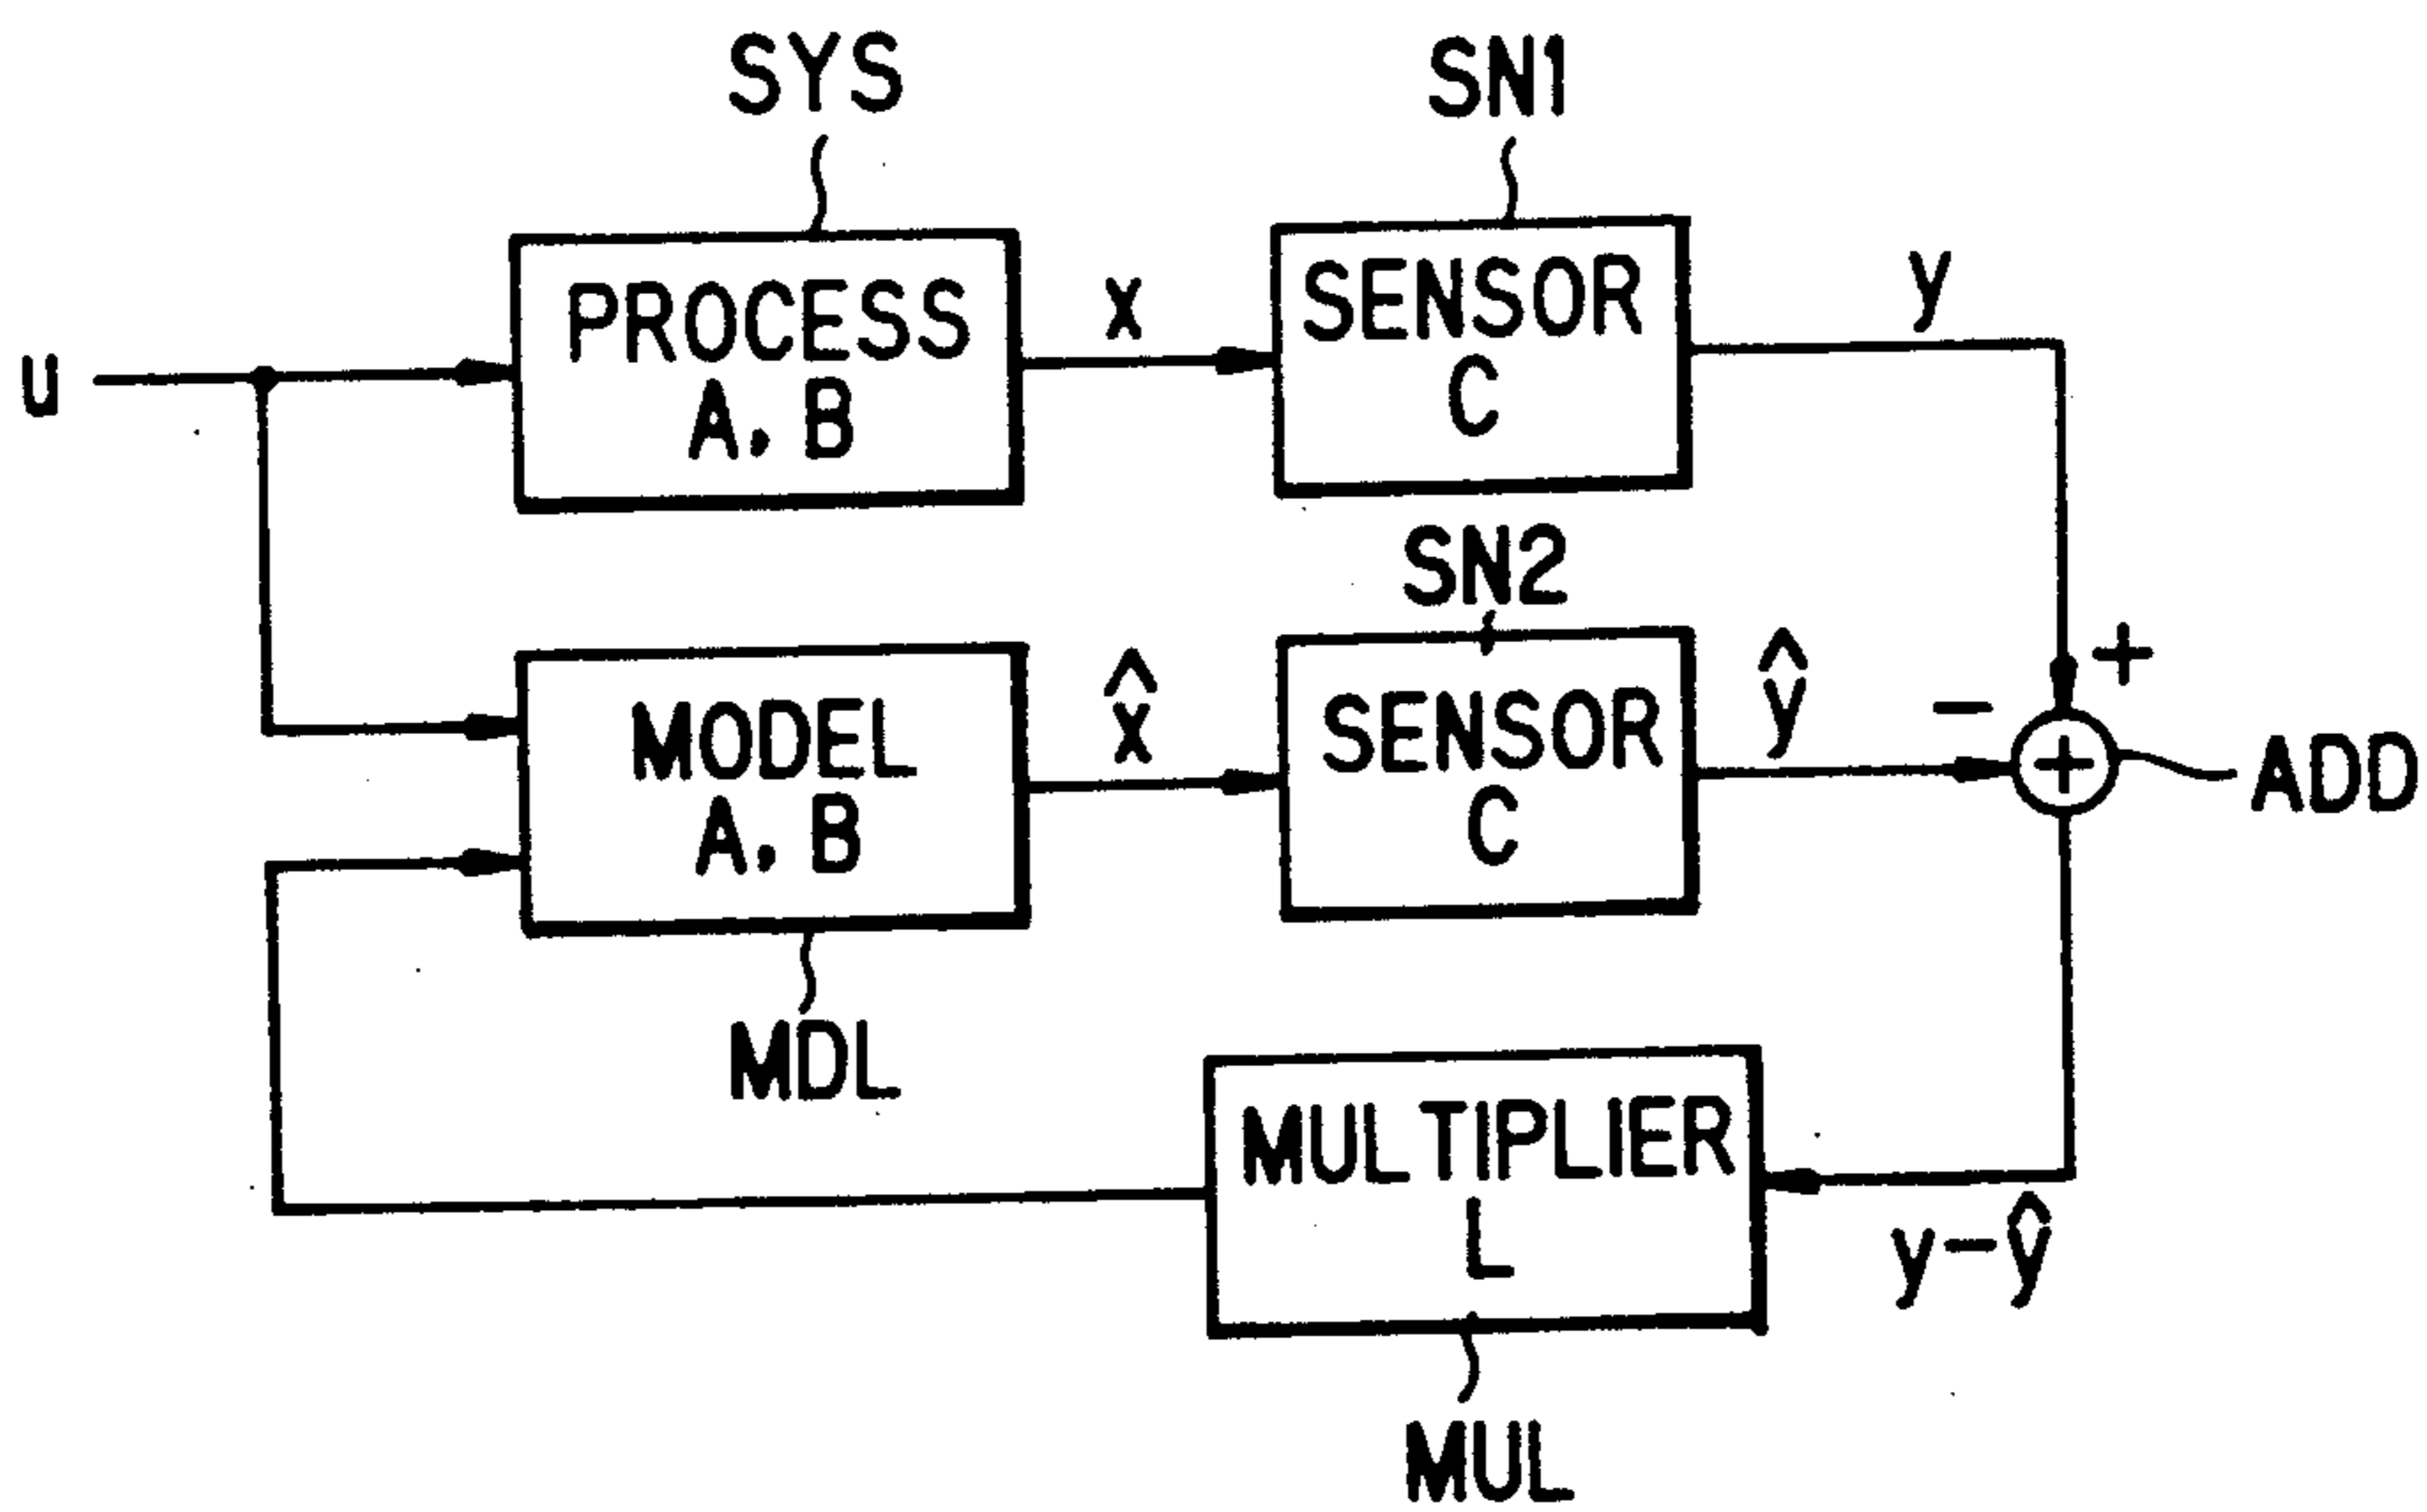 SYS
SN1
PROCESS
A, B
x
SENSOR
C
y
u
SN2
MODEL
A, B
x̂
SENSOR
C
ŷ
−
+
+
ADD
MDL
MULTIPLIER
L
y−ŷ
MUL